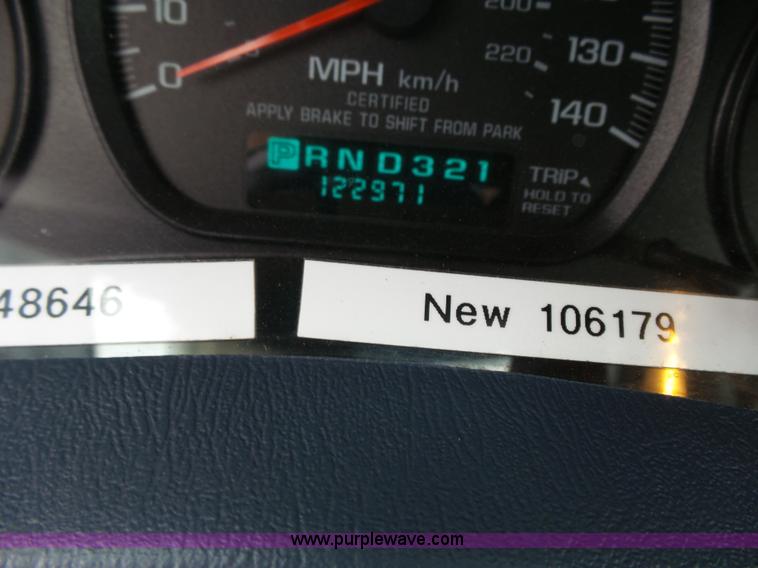 10
0
200
220
130
140
MPH km/h
CERTIFIED
APPLY BRAKE TO SHIFT FROM PARK
PRND321
122971
TRIP▲
HOLD TO
RESET
48646
New 106179
www.purplewave.com